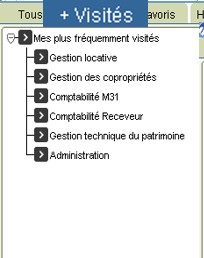 Tous
+ Visités
avoris
H
Mes plus fréquemment visités
Gestion locative
Gestion des copropriétés
Comptabilité M31
Comptabilité Receveur
Gestion technique du patrimoine
Administration